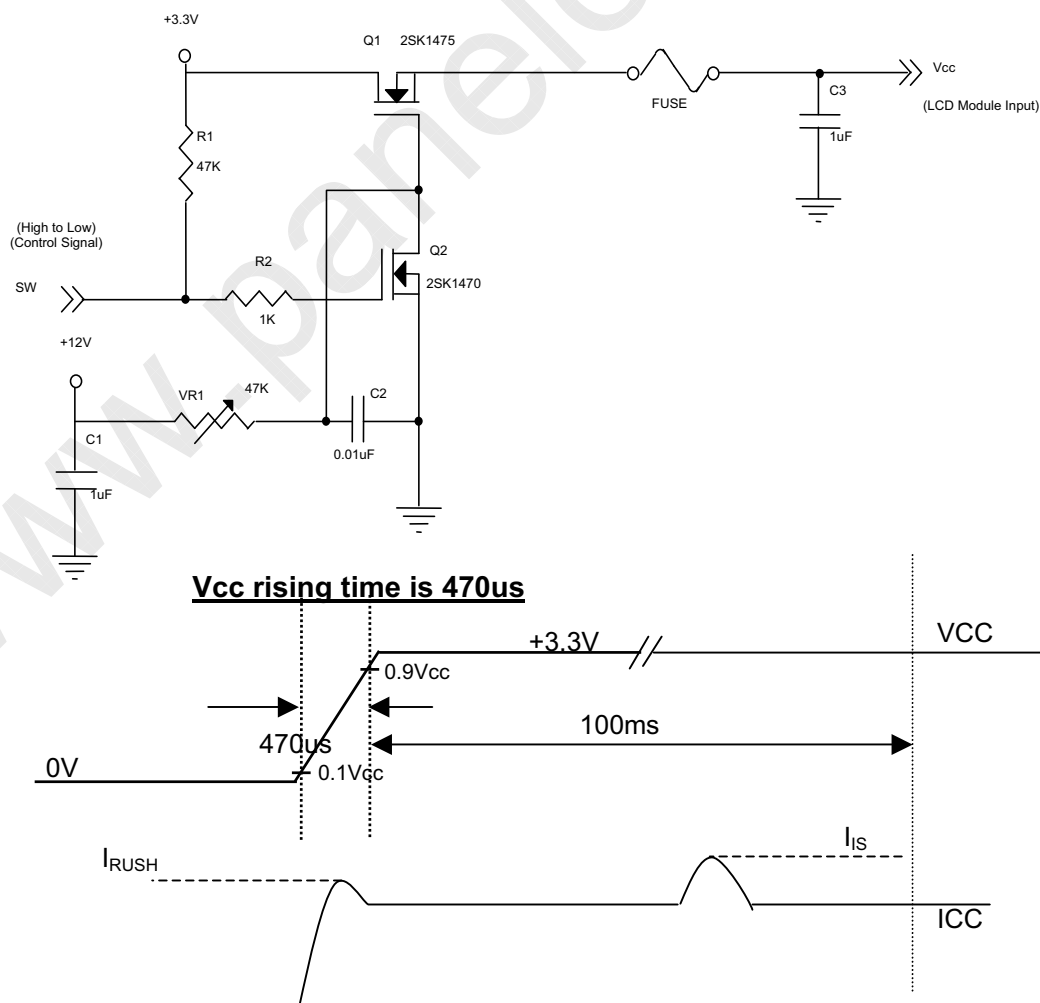 +3.3V
Q1 2SK1475
Vcc
FUSE
C3
(LCD Module Input)
R1
47K
1uF
(High to Low)
(Control Signal)
Q2
R2
SW
2SK1470
1K
+12V
VR1
47K
C2
C1
0.01uF
1uF
Vcc rising time is 470us
+3.3V
VCC
0.9Vcc
100ms
470us
0V
0.1Vcc
IRUSH
IIS
ICC
www.panel